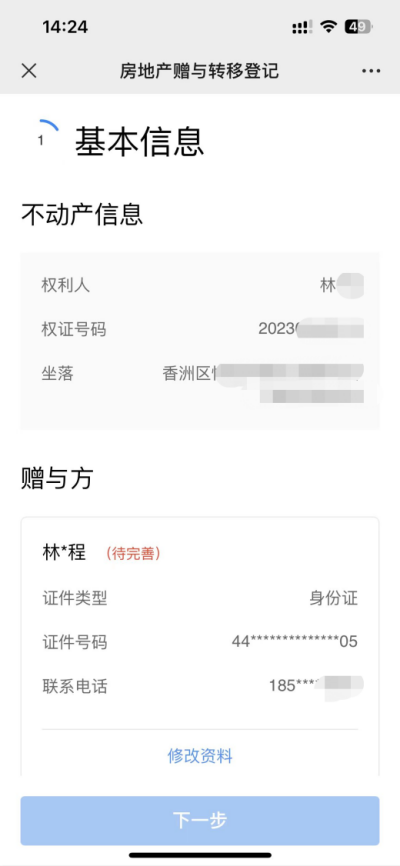 14:24
49
房地产赠与转移登记
1 基本信息
不动产信息
权利人 林
权证号码 2023
坐落 香洲区
赠与方
林*程 (待完善)
证件类型 身份证
证件号码 44**************05
联系电话 185***
修改资料
下一步